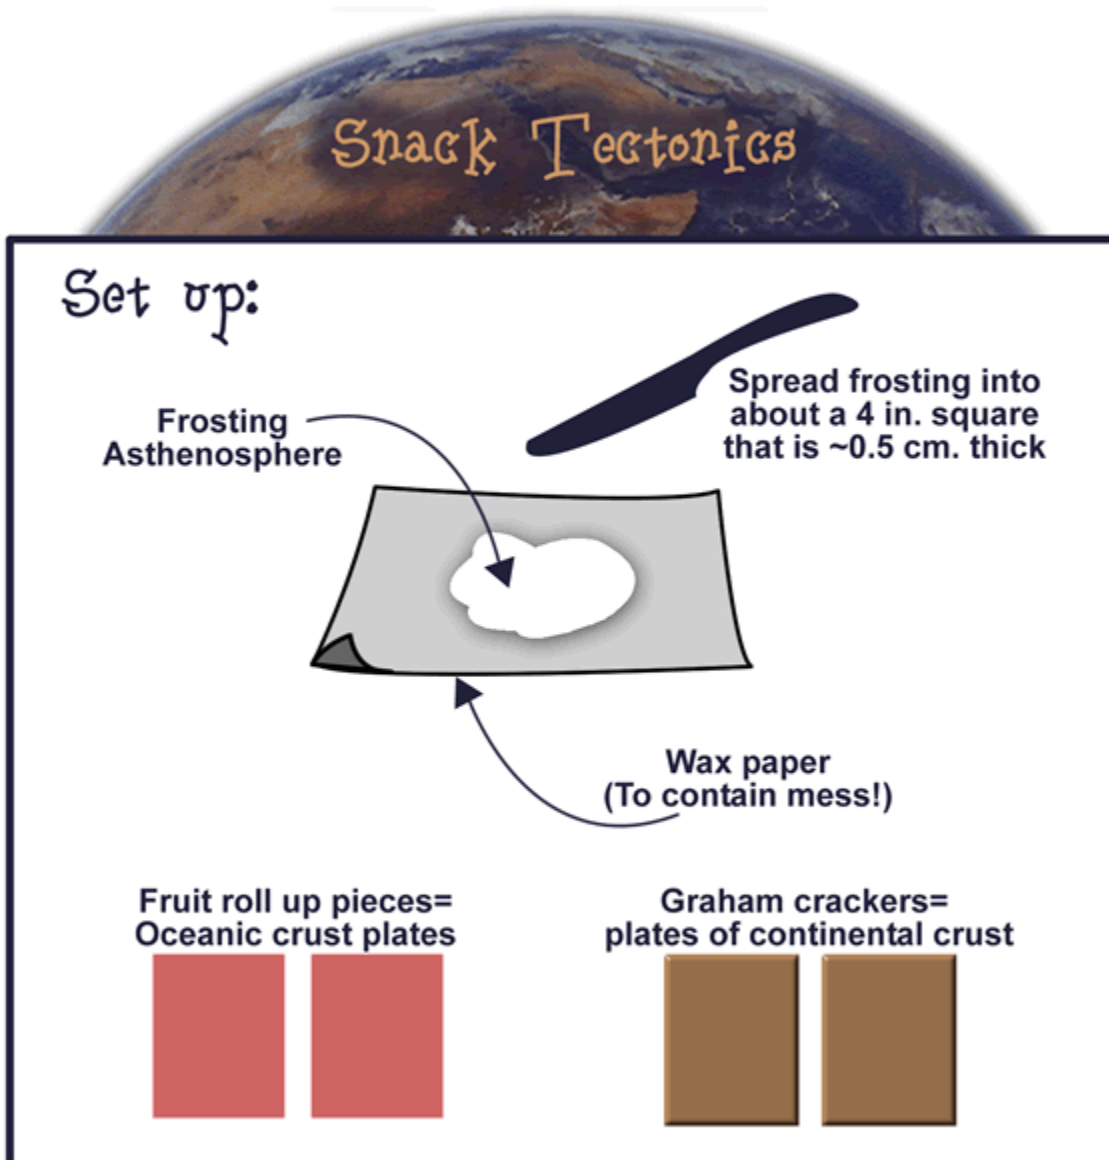 Snack Tectonics
Set up:
Spread frosting into
about a 4 in. square
that is ~0.5 cm. thick
Frosting
Asthenosphere
Wax paper
(To contain mess!)
Fruit roll up pieces=
Oceanic crust plates
Graham crackers=
plates of continental crust